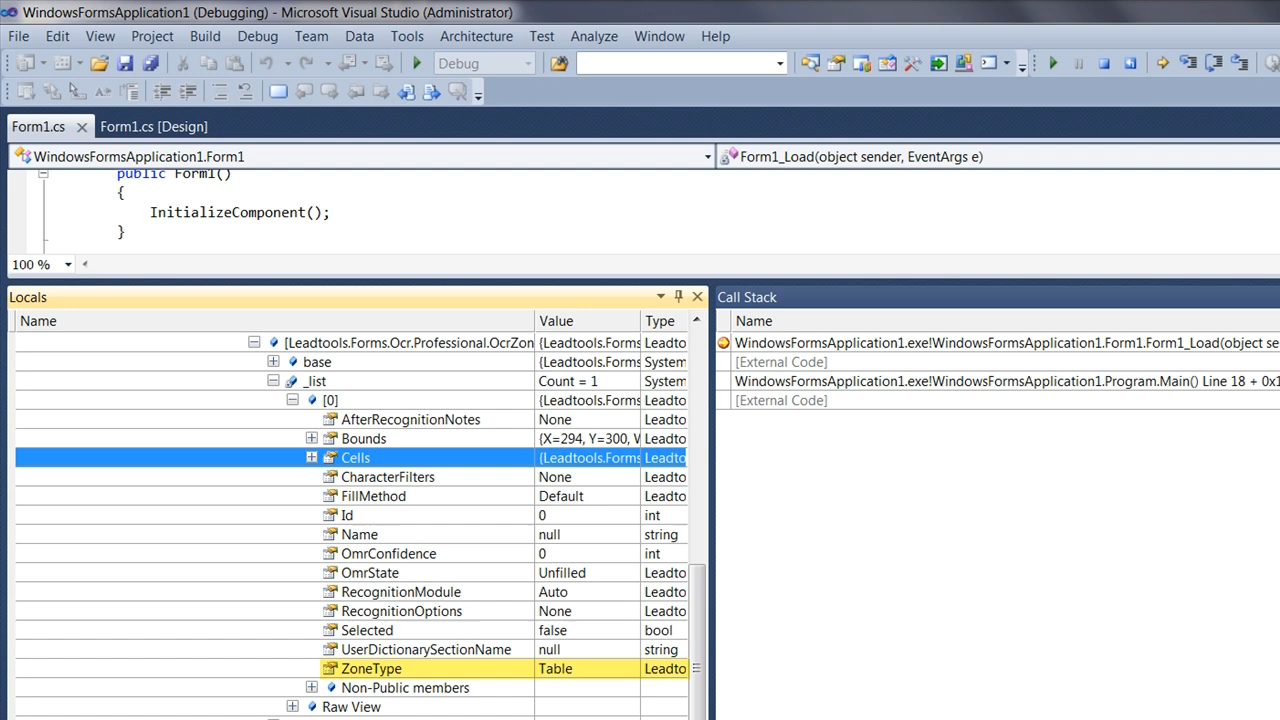 WindowsFormsApplication1 (Debugging) - Microsoft Visual Studio (Administrator)
File Edit View Project Build Debug Team Data Tools Architecture Test Analyze Window Help
Debug
Form1.cs Form1.cs [Design]
WindowsFormsApplication1.Form1 Form1_Load(object sender, EventArgs e)
public Form1()
{
InitializeComponent();
}
100 %
Locals Call Stack
Name Value Type Name
[Leadtools.Forms.Ocr.Professional.OcrZon {Leadtools.Forms Leadto WindowsFormsApplication1.exe!WindowsFormsApplication1.Form1.Form1_Load(object se
base {Leadtools.Forms System [External Code]
_list Count = 1 System WindowsFormsApplication1.exe!WindowsFormsApplication1.Program.Main() Line 18 + 0x1
[0] {Leadtools.Forms Leadto [External Code]
AfterRecognitionNotes None Leadto
Bounds {X=294, Y=300, W Leadto
Cells {Leadtools.Forms Leadto
CharacterFilters None Leadto
FillMethod Default Leadto
Id 0 int
Name null string
OmrConfidence 0 int
OmrState Unfilled Leadto
RecognitionModule Auto Leadto
RecognitionOptions None Leadto
Selected false bool
UserDictionarySectionName null string
ZoneType Table Leadto
Non-Public members
Raw View